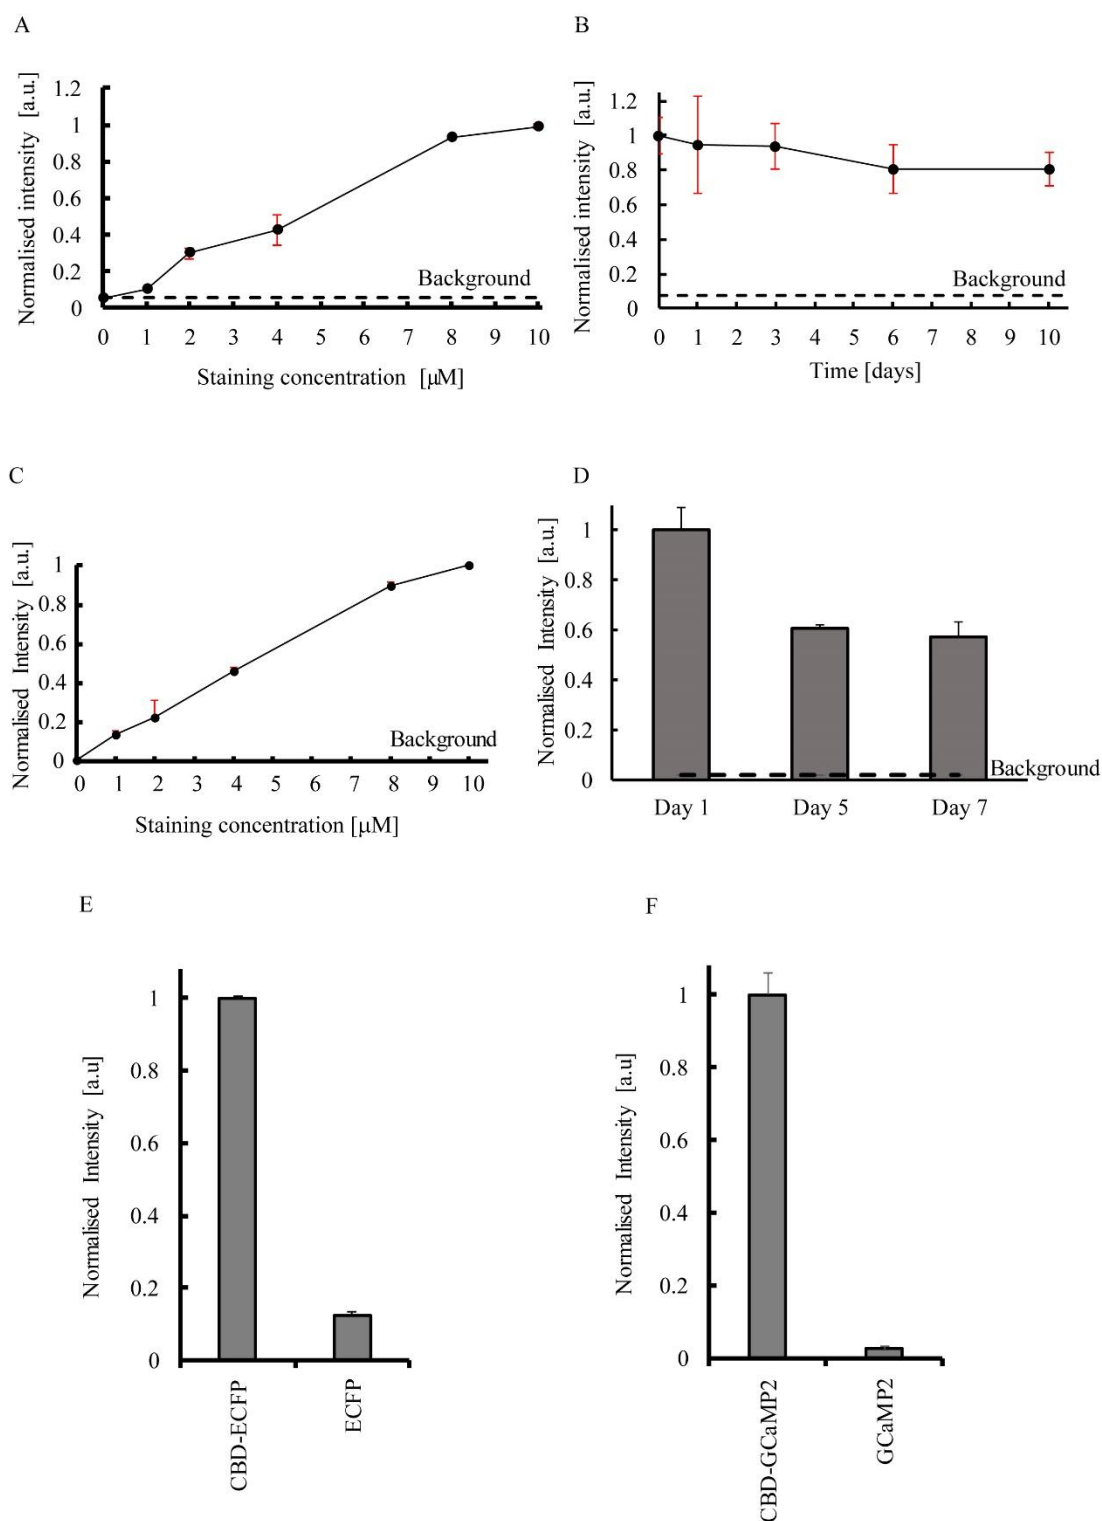 A
Normalised intensity [a.u.]
1.2
1
0.8
0.6
0.4
0.2
0
Background
0 1 2 3 4 5 6 7 8 9 10
Staining concentration [μM]
B
Normalised intensity [a.u.]
1.2
1
0.8
0.6
0.4
0.2
0
Background
0 1 2 3 4 5 6 7 8 9 10
Time [days]
C
Normalised Intensity [a.u.]
1
0.8
0.6
0.4
0.2
0
Background
0 1 2 3 4 5 6 7 8 9 10
Staining concentration [μM]
D
Normalised Intensity [a.u.]
1
0.8
0.6
0.4
0.2
0
Background
Day 1 Day 5 Day 7
E
Normalised Intensity [a.u]
1
0.8
0.6
0.4
0.2
0
CBD-ECFP
ECFP
F
Normalised Intensity [a.u]
1
0.8
0.6
0.4
0.2
0
CBD-GCaMP2
GCaMP2